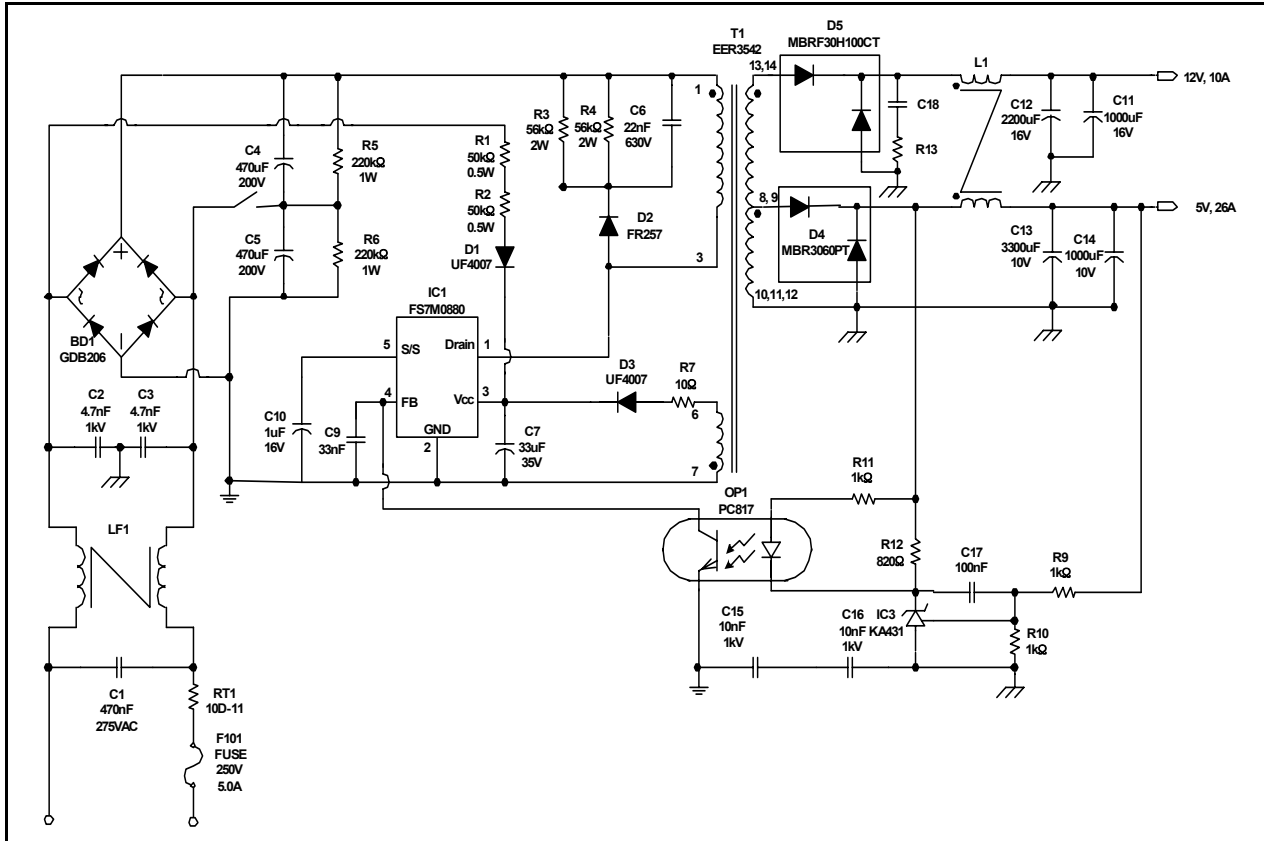 T1
EER3542
D5
MBRF30H100CT
L1
13,14
1
12V, 10A
C18
R13
C12
2200uF
16V
C11
1000uF
16V
R3
56kΩ
2W
R4
56kΩ
2W
C6
22nF
630V
R1
50kΩ
0.5W
R2
50kΩ
0.5W
C4
470uF
200V
R5
220kΩ
1W
C5
470uF
200V
R6
220kΩ
1W
D2
FR257
D1
UF4007
3
8, 9
D4
MBR3060PT
5V, 26A
C13
3300uF
10V
C14
1000uF
10V
10,11,12
BD1
GDB206
IC1
FS7M0880
5
S/S
Drain
1
4
FB
Vcc
3
GND
2
D3
UF4007
R7
10Ω
6
7
C2
4.7nF
1kV
C3
4.7nF
1kV
C10
1uF
16V
C9
33nF
C7
33uF
35V
OP1
PC817
R11
1kΩ
R12
820Ω
C17
100nF
R9
1kΩ
LF1
C15
10nF
1kV
C16
10nF
1kV
IC3
KA431
R10
1kΩ
C1
470nF
275VAC
RT1
10D-11
F101
FUSE
250V
5.0A